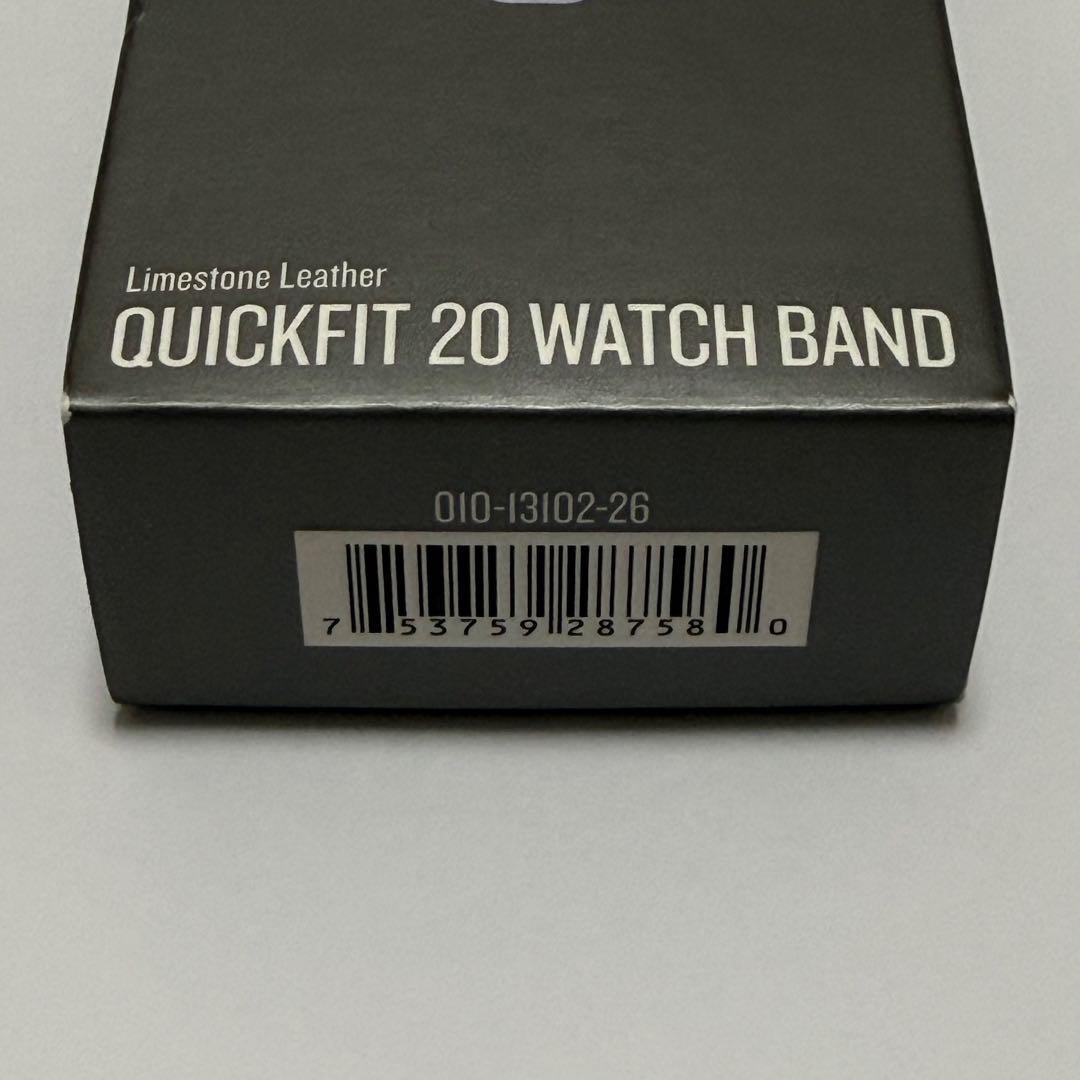 Limestone Leather
QUICKFIT 20 WATCH BAND
010-13102-26
7 53759 28758 0